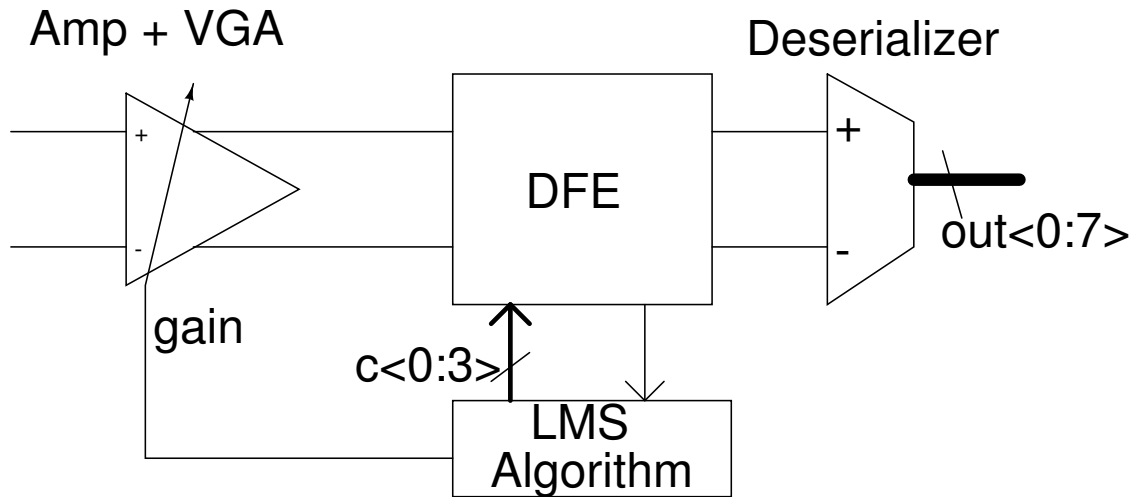 Amp + VGA
Deserializer
+
+
DFE
-
-
out<0:7>
gain
c<0:3>
LMS
Algorithm